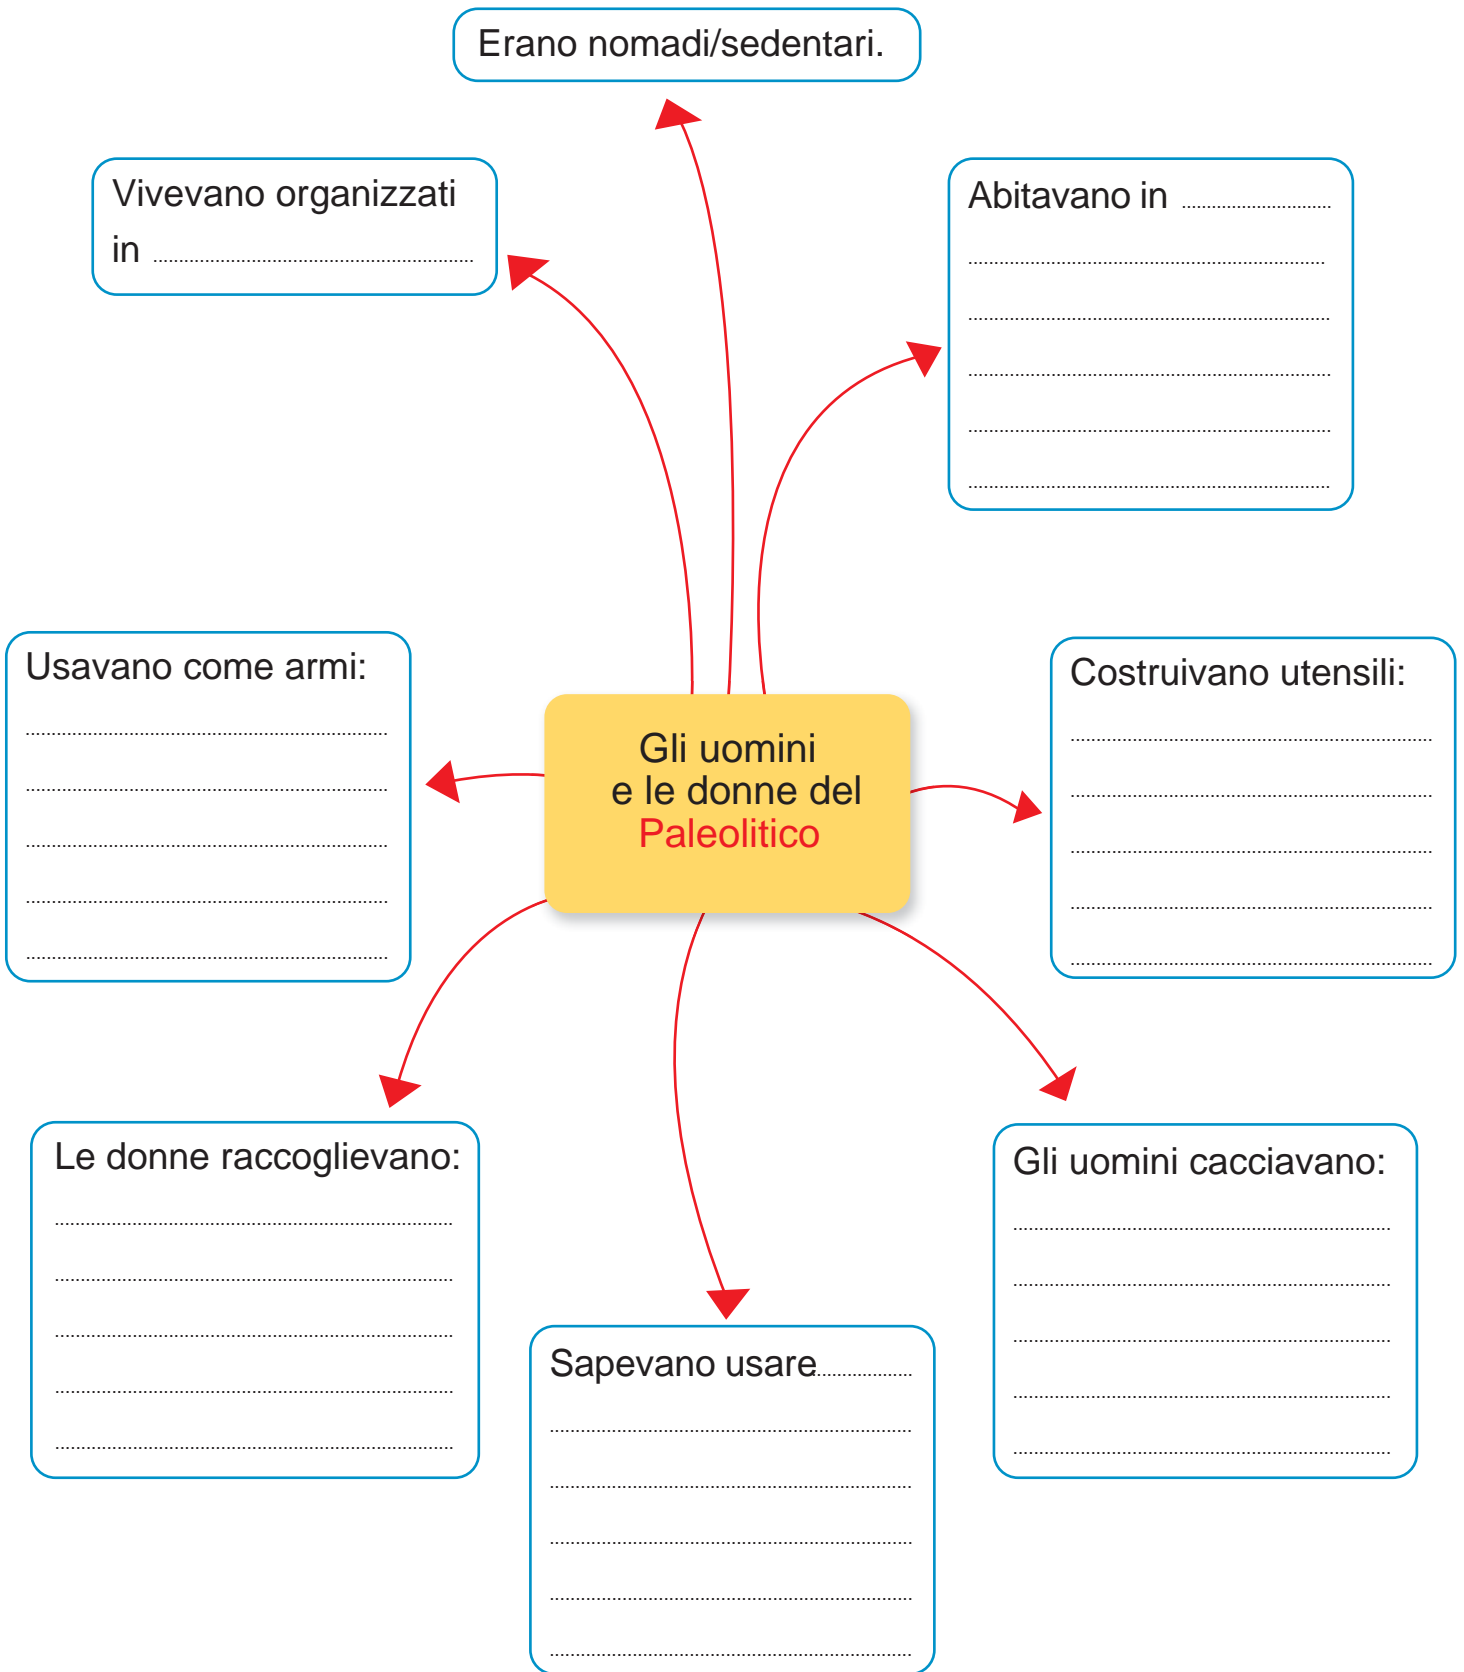 Erano nomadi/sedentari.
Vivevano organizzati
in ........................................
Abitavano in ....................
........................................
........................................
........................................
........................................
........................................
Usavano come armi:
........................................
........................................
........................................
........................................
........................................
Gli uomini
e le donne del
Paleolitico
Costruivano utensili:
........................................
........................................
........................................
........................................
........................................
Le donne raccoglievano:
........................................
........................................
........................................
........................................
........................................
Gli uomini cacciavano:
........................................
........................................
........................................
........................................
........................................
Sapevano usare....................
........................................
........................................
........................................
........................................
........................................